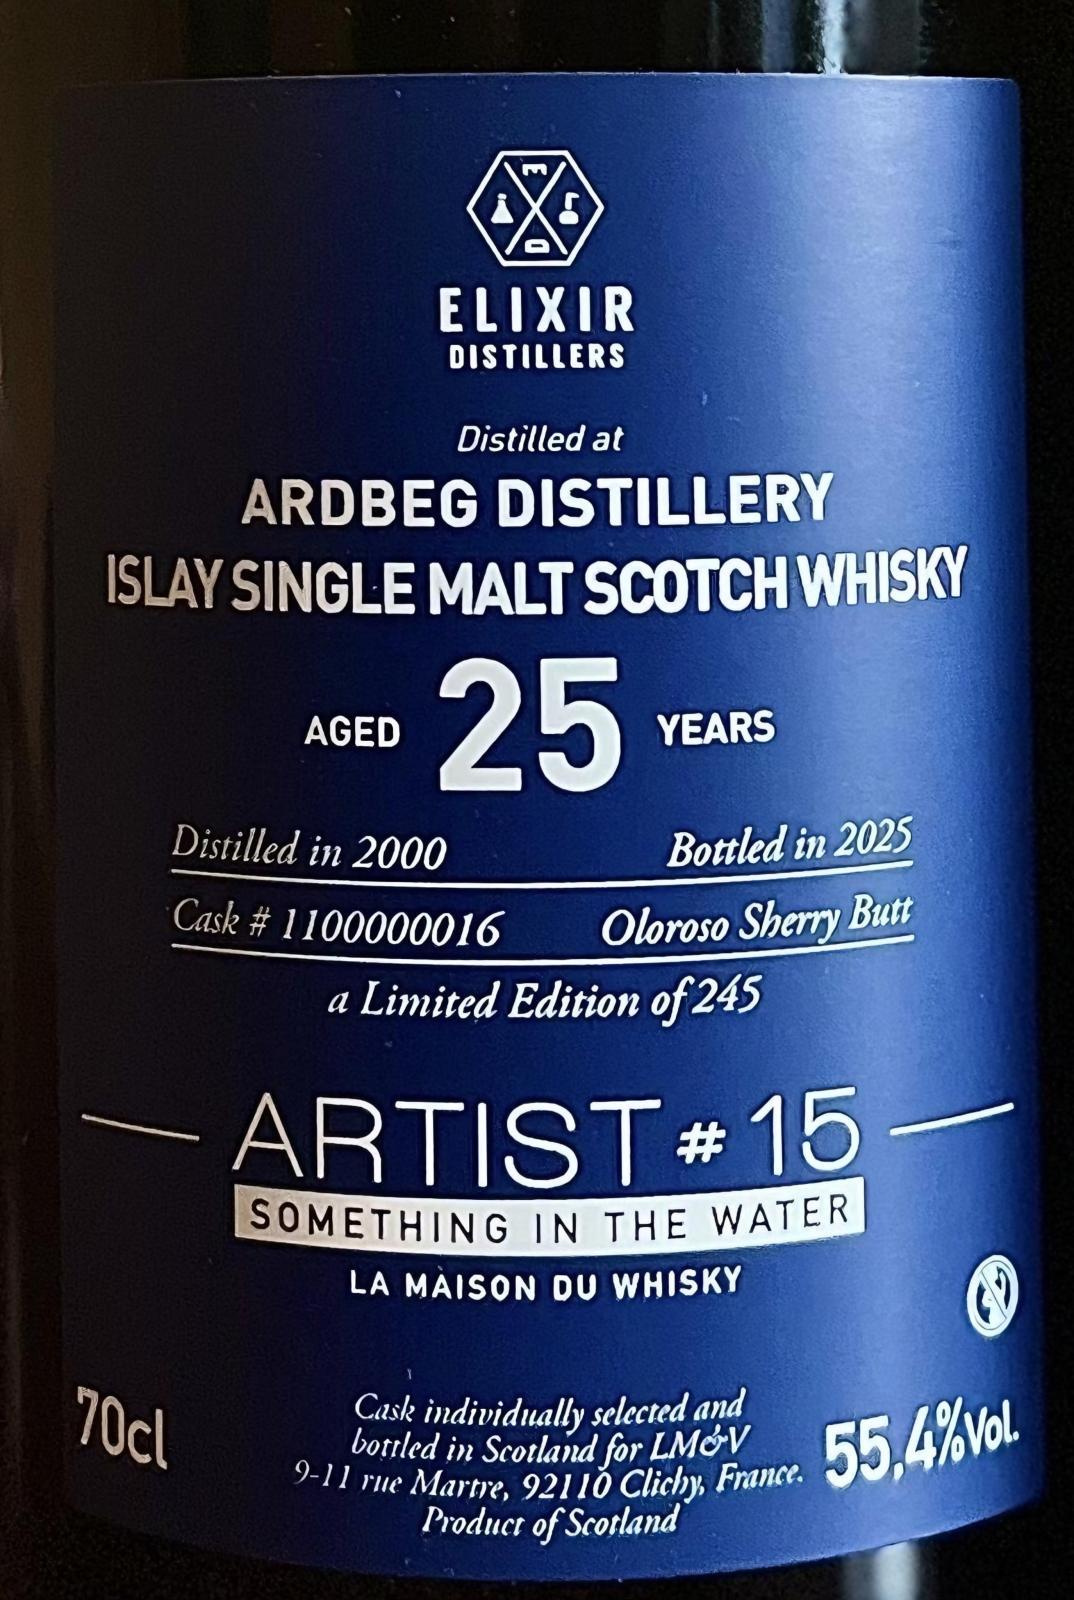 ELIXIR
DISTILLERS
Distilled at
ARDBEG DISTILLERY
ISLAY SINGLE MALT SCOTCH WHISKY
AGED 25 YEARS
Distilled in 2000 Bottled in 2025
Cask # 1100000016 Oloroso Sherry Butt
a Limited Edition of 245
ARTIST # 15
SOMETHING IN THE WATER
LA MAISON DU WHISKY
70cl
Cask individually selected and
bottled in Scotland for LM&V
9-11 rue Martre, 92110 Clichy, France.
Product of Scotland
55,4%Vol.